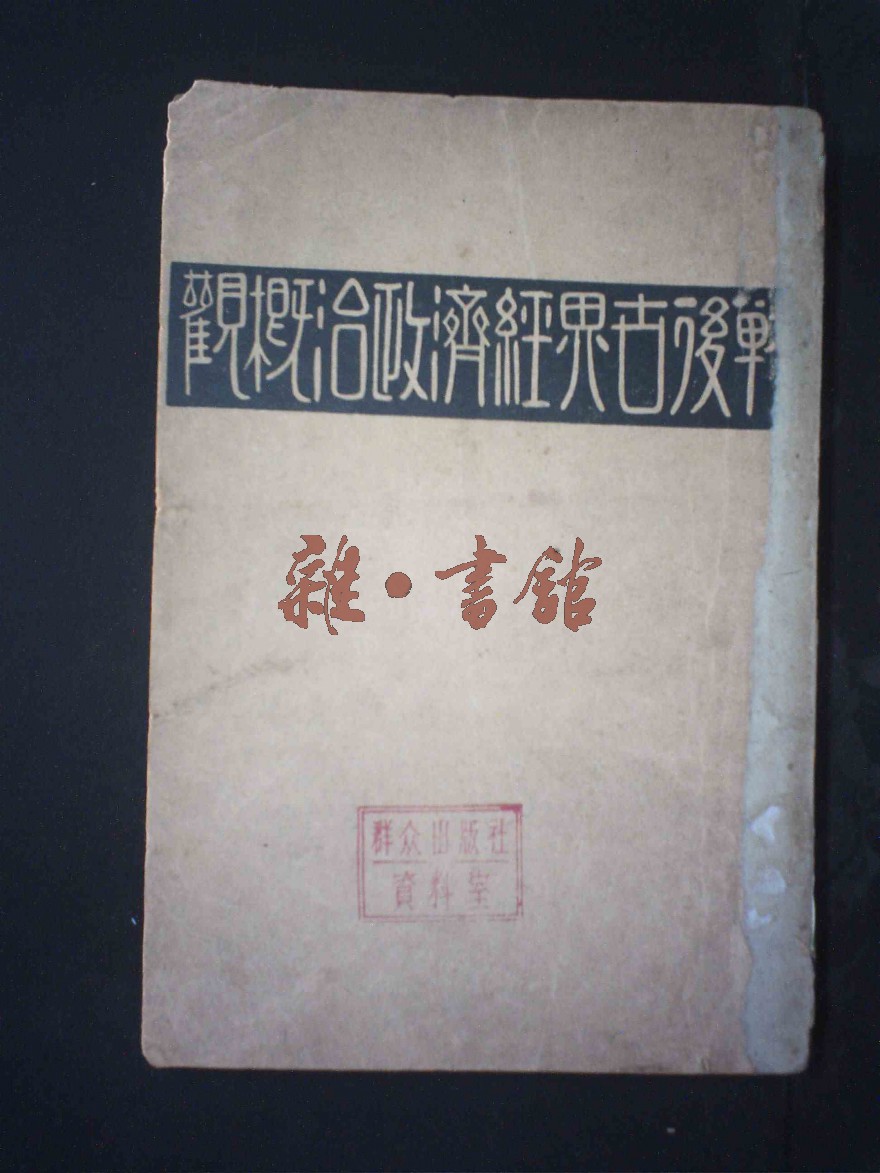 戰後世界經濟政治概觀
雜·書館
群众出版社
資料室